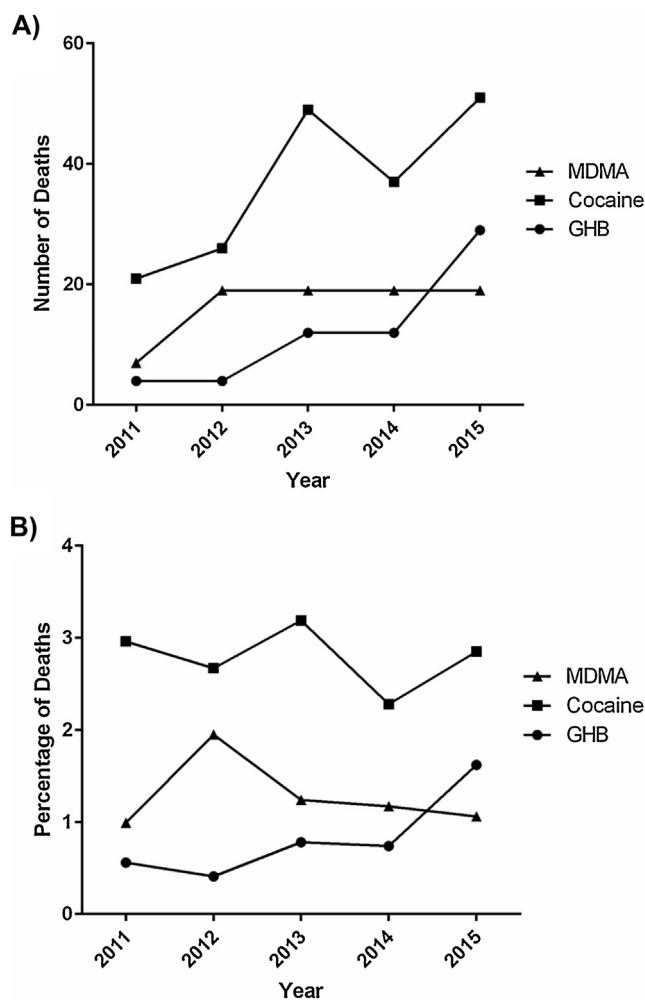 A)
60
40
20
0
Number of Deaths
2011
2012
2013
2014
2015
Year
MDMA
Cocaine
GHB
B)
4
3
2
1
0
Percentage of Deaths
2011
2012
2013
2014
2015
Year
MDMA
Cocaine
GHB